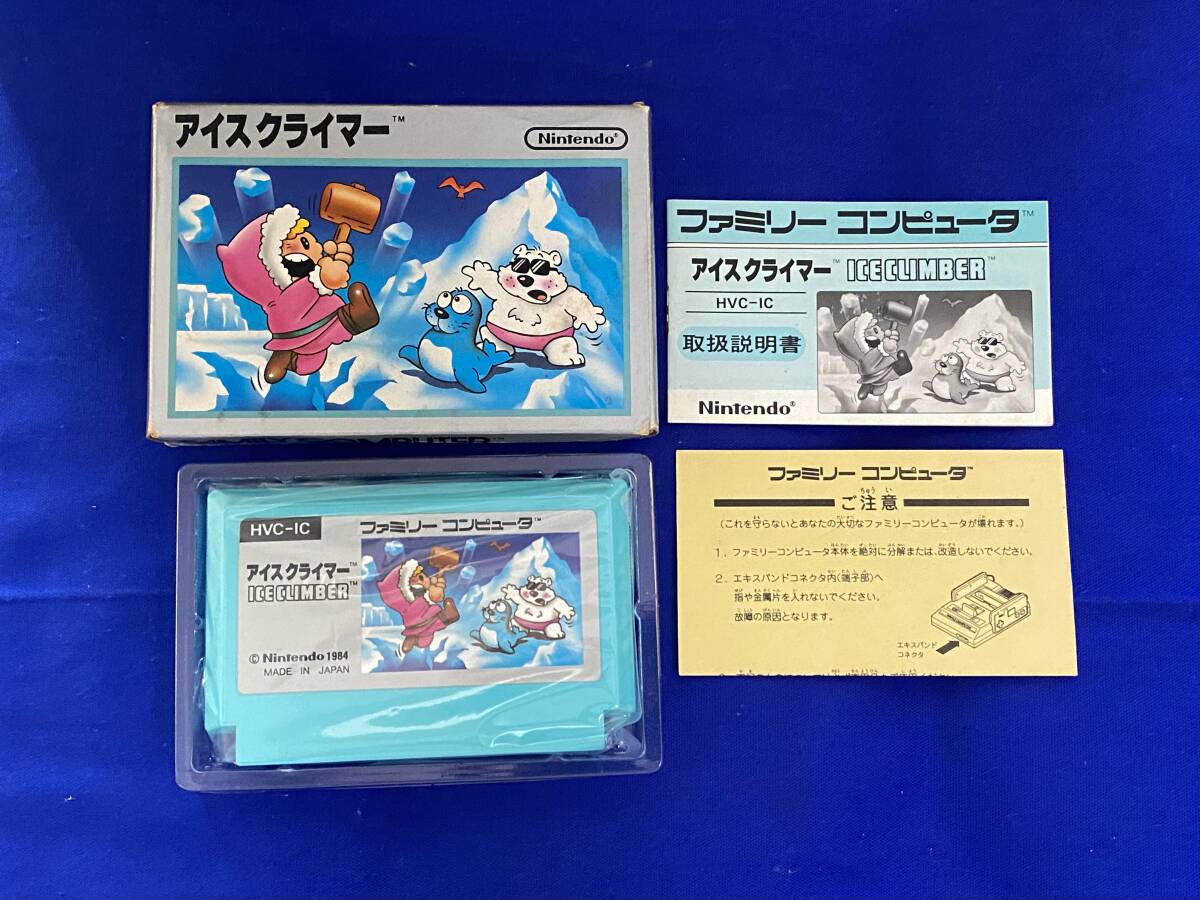 アイスクライマー™
Nintendo®
ファミリー コンピュータ™
アイスクライマー™ ICE CLIMBER™
HVC-IC
取扱説明書
Nintendo®
HVC-IC
ファミリー コンピュータ™
アイスクライマー™
ICE CLIMBER™
© Nintendo 1984
MADE IN JAPAN
ファミリー コンピュータ™
ご注意
(これを守らないとあなたの大切なファミリーコンピュータが壊れます。)
1. ファミリーコンピュータ本体を絶対に分解または、改造しないでください。
2. エキスパンドコネクタ内(端子部)へ
指や金属片を入れないでください。
故障の原因となります。
エキスパンド
コネクタ